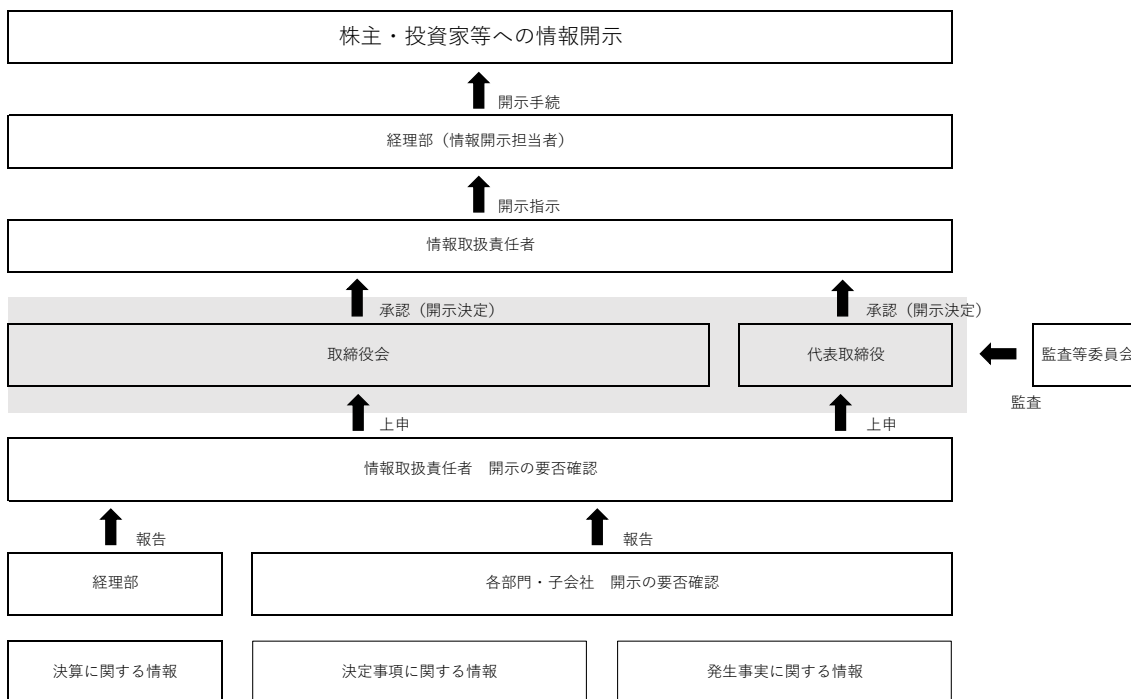 株主・投資家等への情報開示
開示手続
経理部（情報開示担当者）
開示指示
情報取扱責任者
承認（開示決定）
承認（開示決定）
取締役会
代表取締役
監査等委員会
監査
上申
上申
情報取扱責任者　開示の要否確認
報告
報告
経理部
各部門・子会社　開示の要否確認
決算に関する情報
決定事項に関する情報
発生事実に関する情報